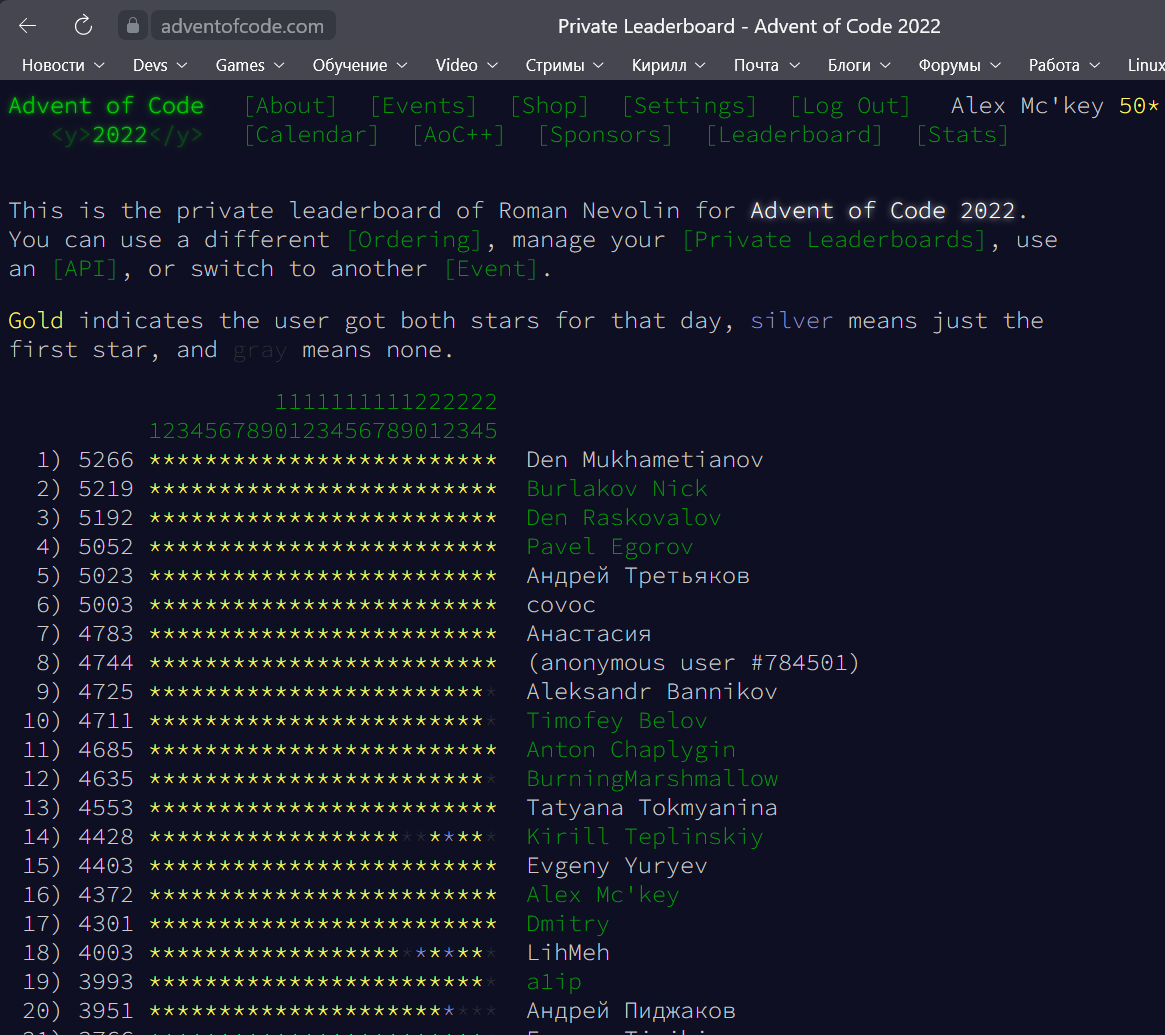 adventofcode.com Private Leaderboard - Advent of Code 2022
Новости Devs Games Обучение Video Стримы Кирилл Почта Блоги Форумы Работа Linux
Advent of Code [About] [Events] [Shop] [Settings] [Log Out] Alex Mc'key 50*
<y>2022</y> [Calendar] [AoC++] [Sponsors] [Leaderboard] [Stats]
This is the private leaderboard of Roman Nevolin for Advent of Code 2022.
You can use a different [Ordering], manage your [Private Leaderboards], use
an [API], or switch to another [Event].
Gold indicates the user got both stars for that day, silver means just the
first star, and gray means none.
1111111111222222
1234567890123456789012345
1) 5266 ************************* Den Mukhametianov
2) 5219 ************************* Burlakov Nick
3) 5192 ************************* Den Raskovalov
4) 5052 ************************* Pavel Egorov
5) 5023 ************************* Андрей Третьяков
6) 5003 ************************* covoc
7) 4783 ************************* Анастасия
8) 4744 ************************* (anonymous user #784501)
9) 4725 ************************* Aleksandr Bannikov
10) 4711 ************************* Timofey Belov
11) 4685 ************************* Anton Chaplygin
12) 4635 ************************* BurningMarshmallow
13) 4553 ************************* Tatyana Tokmyanina
14) 4428 ************************* Kirill Teplinskiy
15) 4403 ************************* Evgeny Yuryev
16) 4372 ************************* Alex Mc'key
17) 4301 ************************* Dmitry
18) 4003 ************************* LihMeh
19) 3993 ************************* a1ip
20) 3951 ************************* Андрей Пиджаков